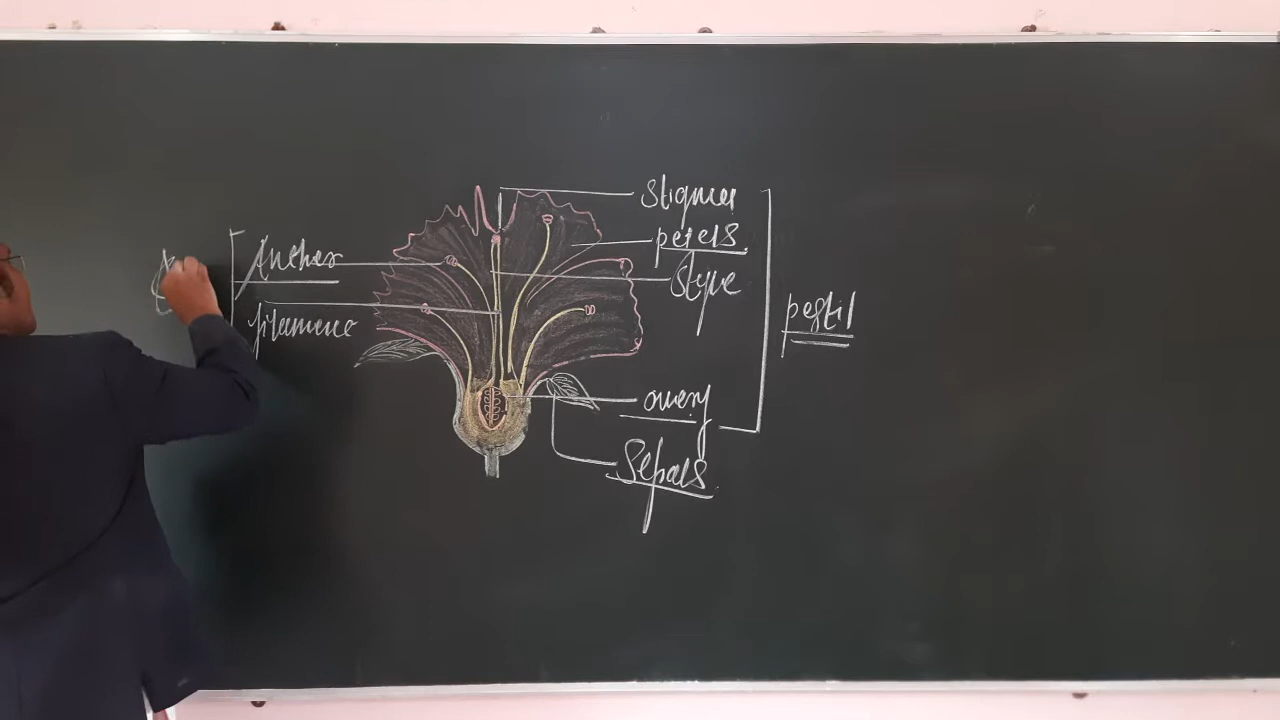 Stigma
petels
Style
Anther
filament
pestil
overy
Sepals